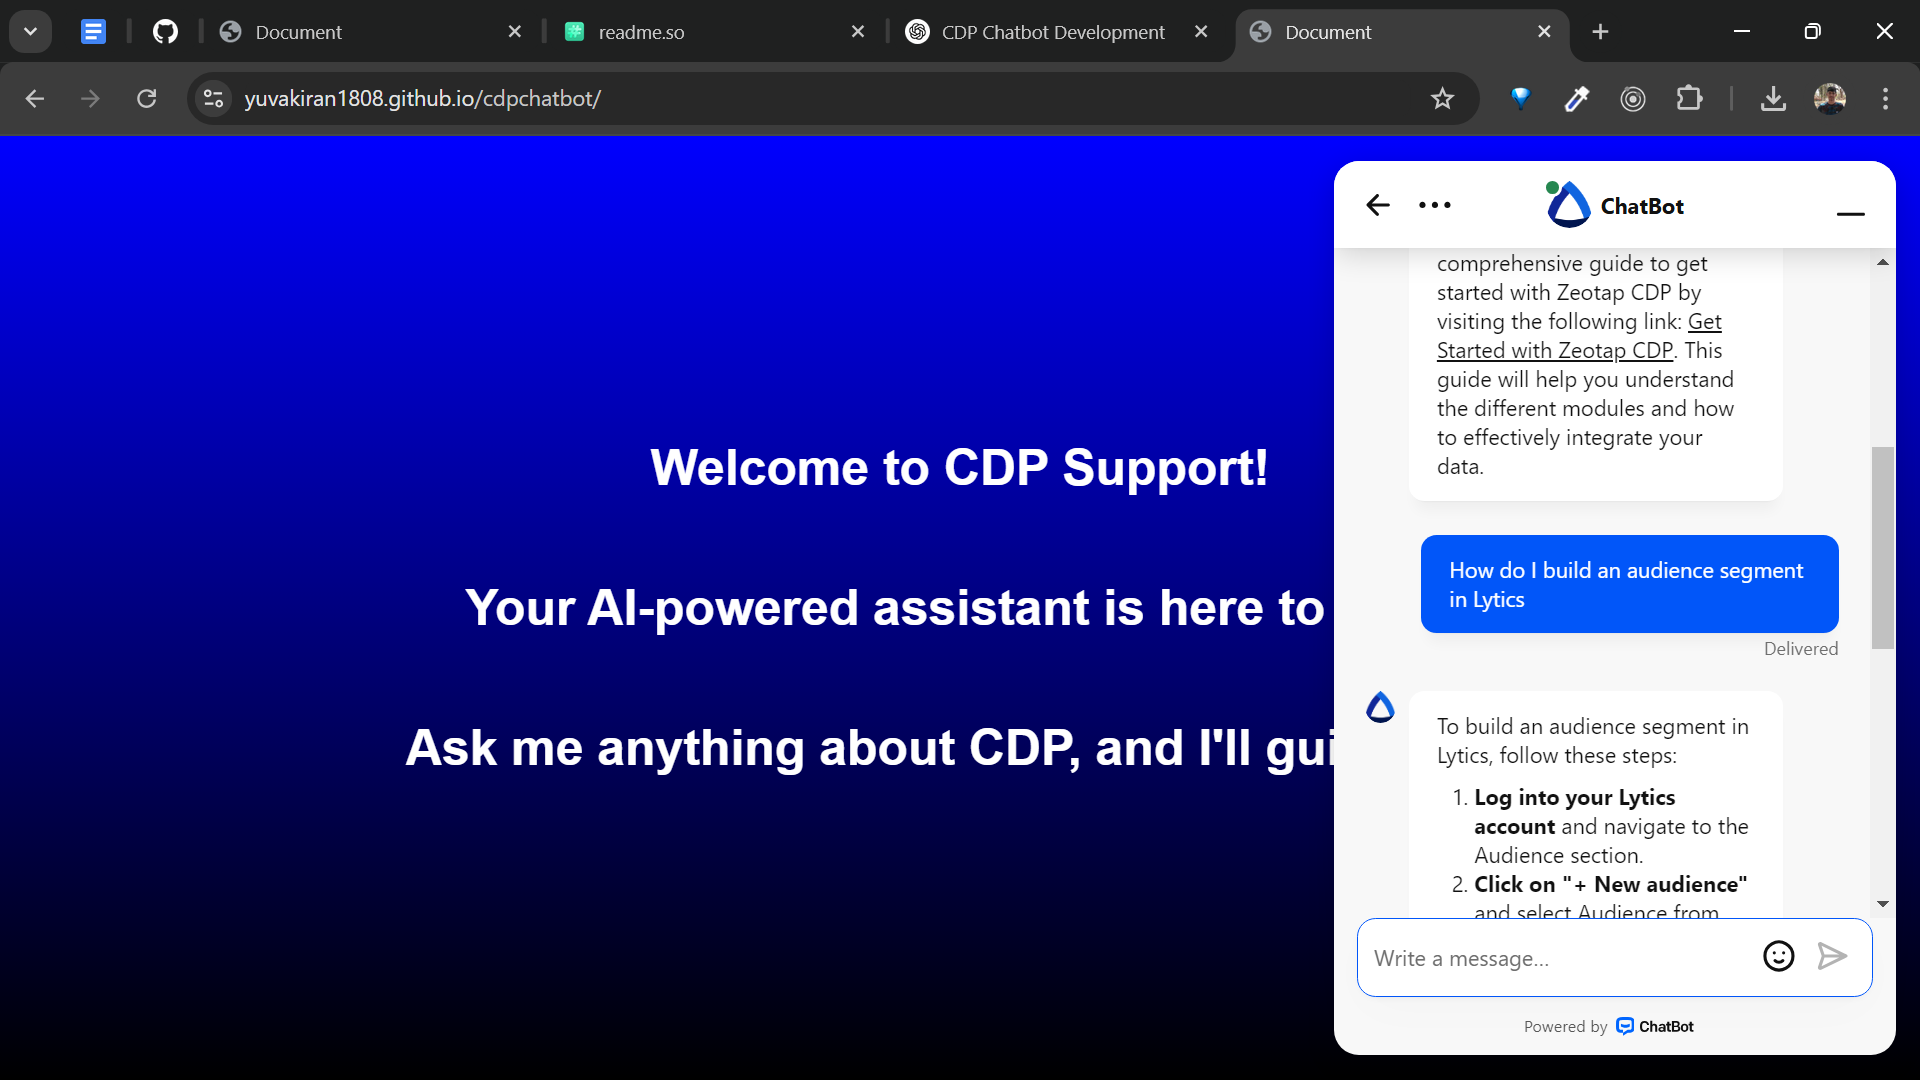 Document
readme.so
CDP Chatbot Development
Document
yuvakiran1808.github.io/cdpchatbot/
Welcome to CDP Support!
Your AI-powered assistant is here to
Ask me anything about CDP, and I'll gui
ChatBot
comprehensive guide to get
started with Zeotap CDP by
visiting the following link: Get
Started with Zeotap CDP. This
guide will help you understand
the different modules and how
to effectively integrate your
data.
How do I build an audience segment
in Lytics
Delivered
To build an audience segment in
Lytics, follow these steps:
1. Log into your Lytics
account and navigate to the
Audience section.
2. Click on "+ New audience"
and select Audience from
Write a message...
Powered by ChatBot